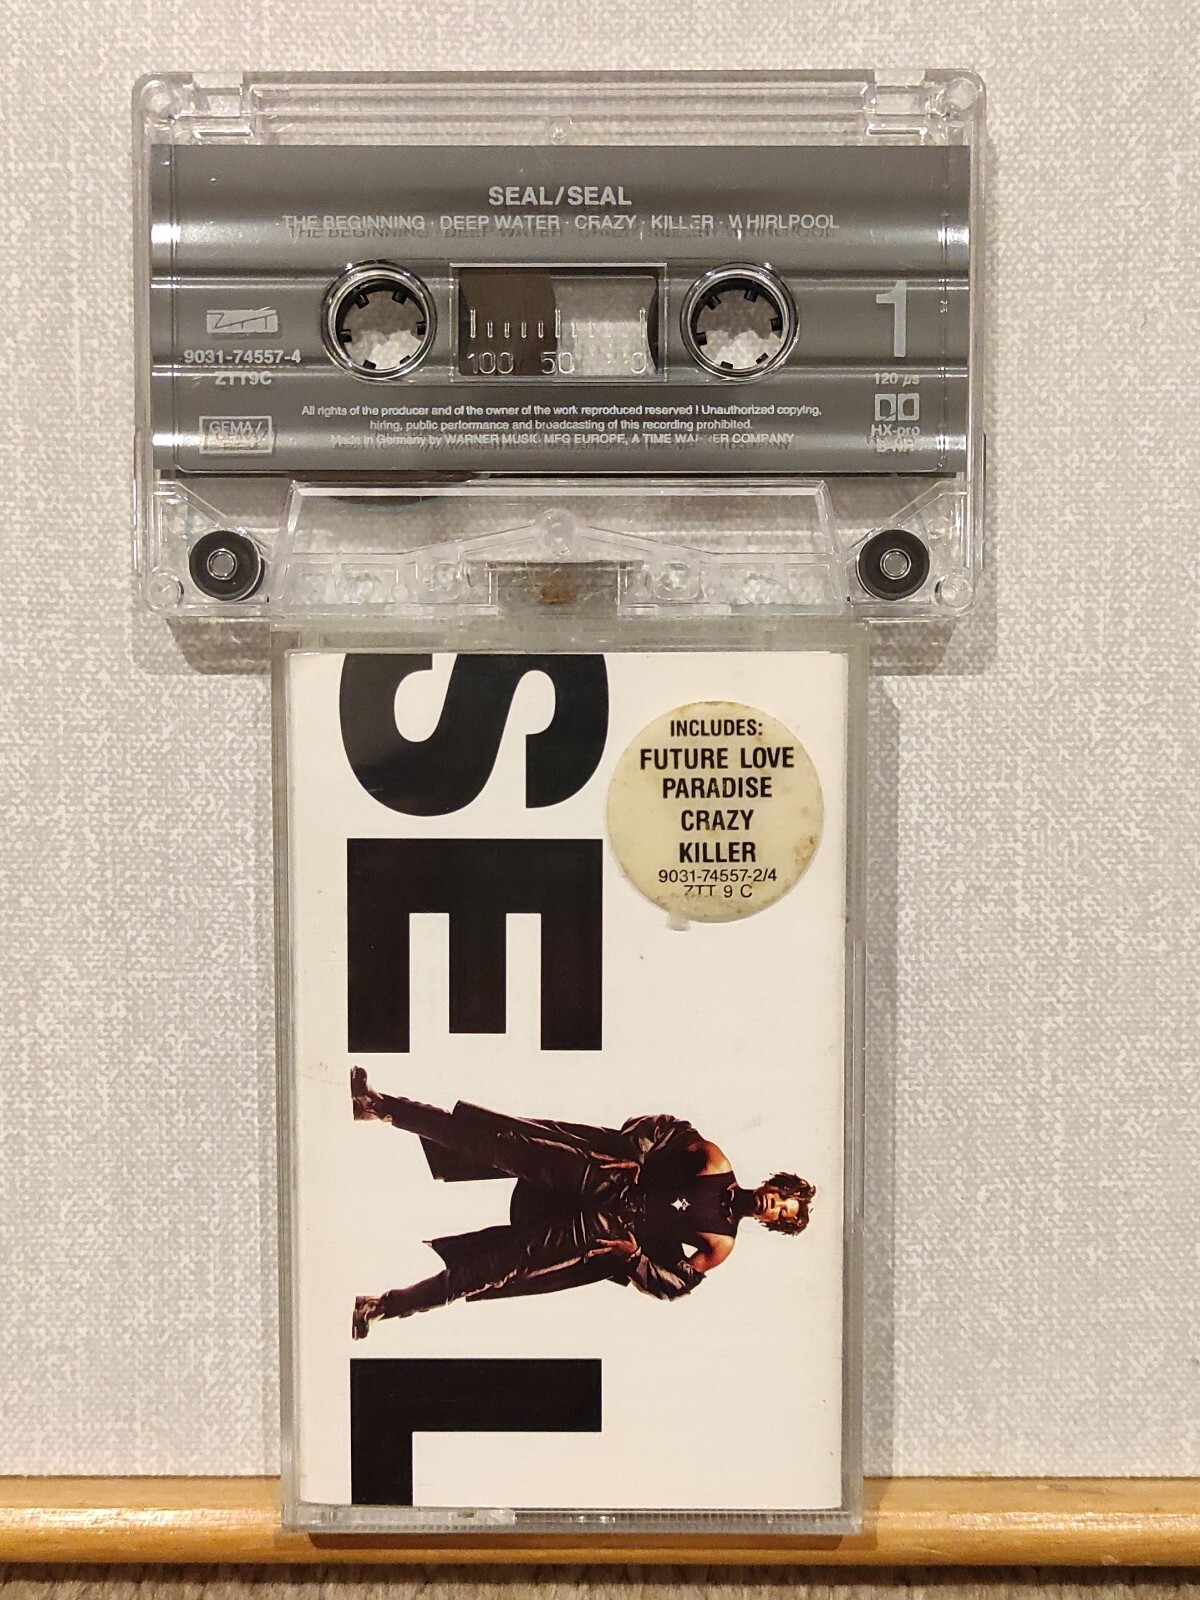 SEAL/SEAL
THE BEGINNING · DEEP WATER · CRAZY · KILLER · WHIRLPOOL
ZTT
9031-74557-4
ZTT9C
GEMA/
100 50 0
1
120 µs
HX-pro
B-NR
All rights of the producer and of the owner of the work reproduced reserved ! Unauthorized copying,
hiring, public performance and broadcasting of this recording prohibited.
Made in Germany by WARNER MUSIC MFG EUROPE, A TIME WARNER COMPANY
SEAL
INCLUDES:
FUTURE LOVE
PARADISE
CRAZY
KILLER
9031-74557-2/4
ZTT 9 C